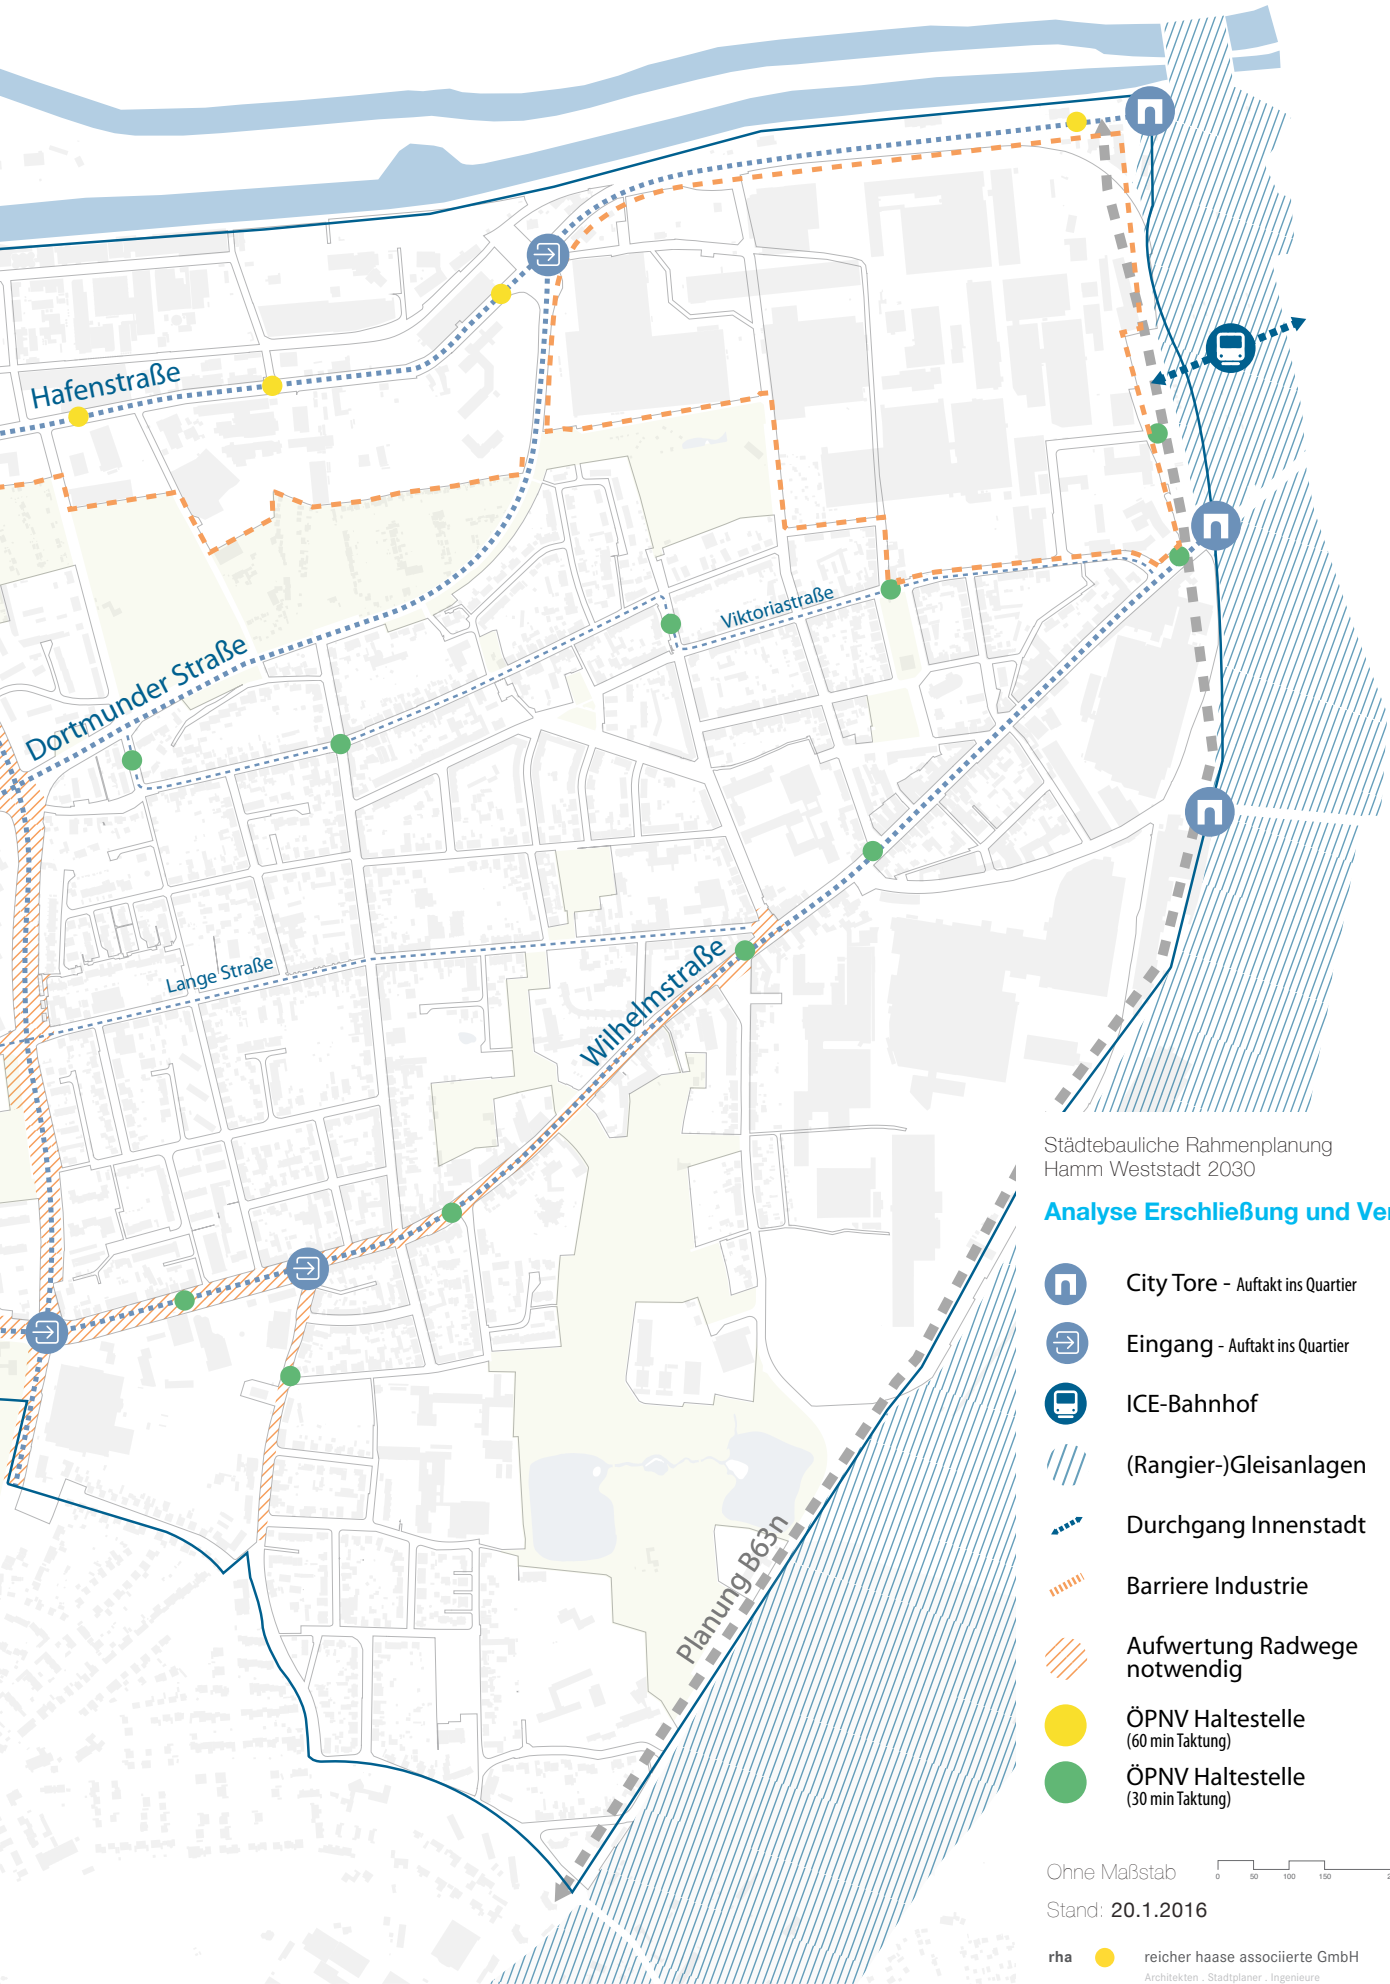 Hafenstraße
Viktoriastraße
Dortmunder Straße
Lange Straße
Wilhelmstraße
Planung B63n
Städtebauliche Rahmenplanung
Hamm Weststadt 2030
Analyse Erschließung und Ver
City Tore - Auftakt ins Quartier
Eingang - Auftakt ins Quartier
ICE-Bahnhof
(Rangier-)Gleisanlagen
Durchgang Innenstadt
Barriere Industrie
Aufwertung Radwege
notwendig
ÖPNV Haltestelle
(60 min Taktung)
ÖPNV Haltestelle
(30 min Taktung)
Ohne Maßstab
0 50 100 150 2
Stand: 20.1.2016
rha reicher haase associierte GmbH
Architekten . Stadtplaner . Ingenieure